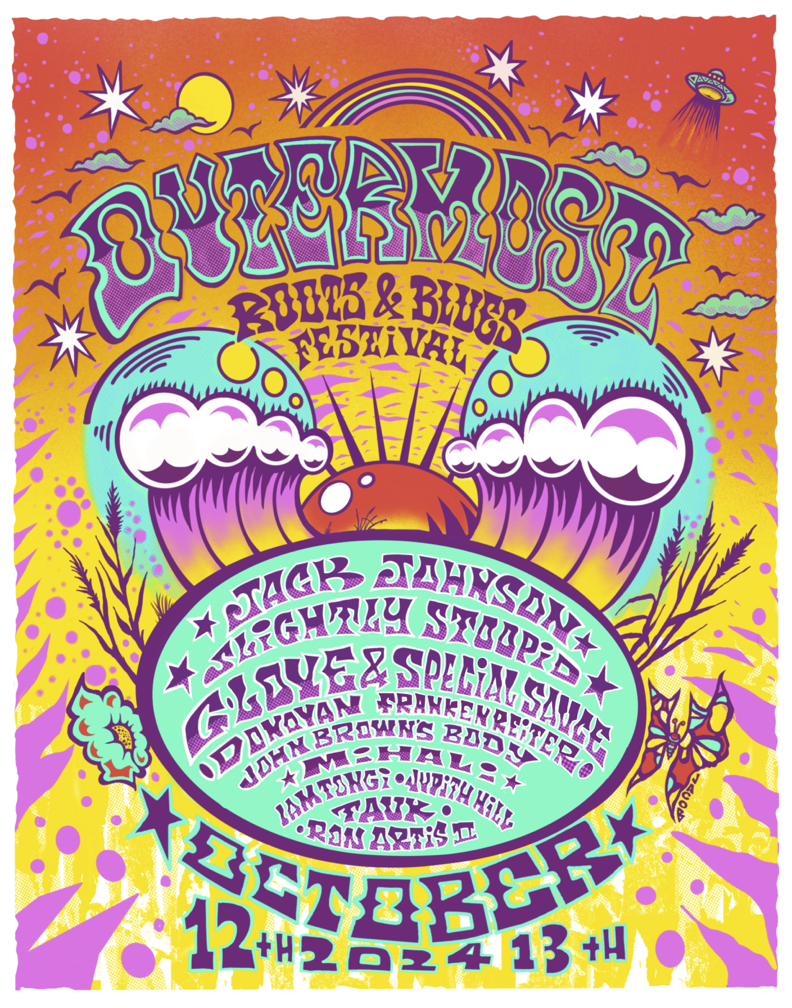 OUTERMOST
ROOTS & BLUES
FESTIVAL
JACK JOHNSON
SLIGHTLY STOOPID
G. LOVE & SPECIAL SAUCE
DONOVAN FRANKENREITER
JOHN BROWN'S BODY
MIHALI
IAM TONGI • JUDITH HILL
TAUK •
• RON ARTIS II
OCTOBER
12TH 2024 13TH